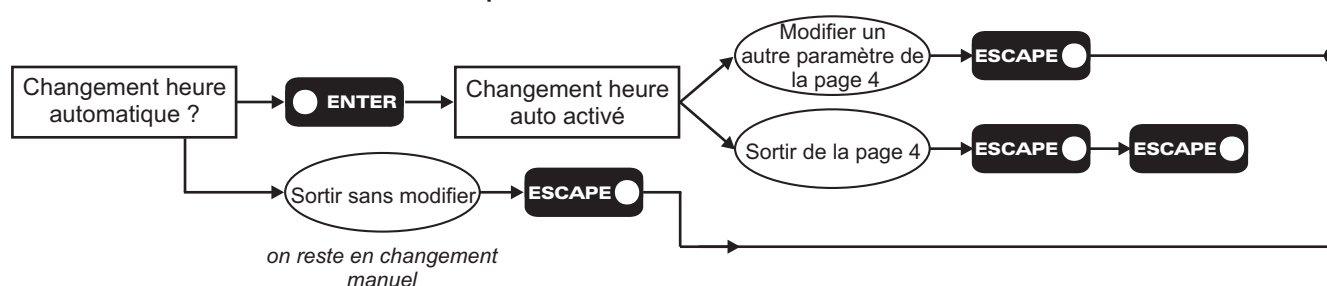 Changement heure
automatique ?
ENTER
Changement heure
auto activé
Modifier un
autre paramètre de
la page 4
ESCAPE
Sortir de la page 4
ESCAPE
ESCAPE
Sortir sans modifier
ESCAPE
on reste en changement
manuel